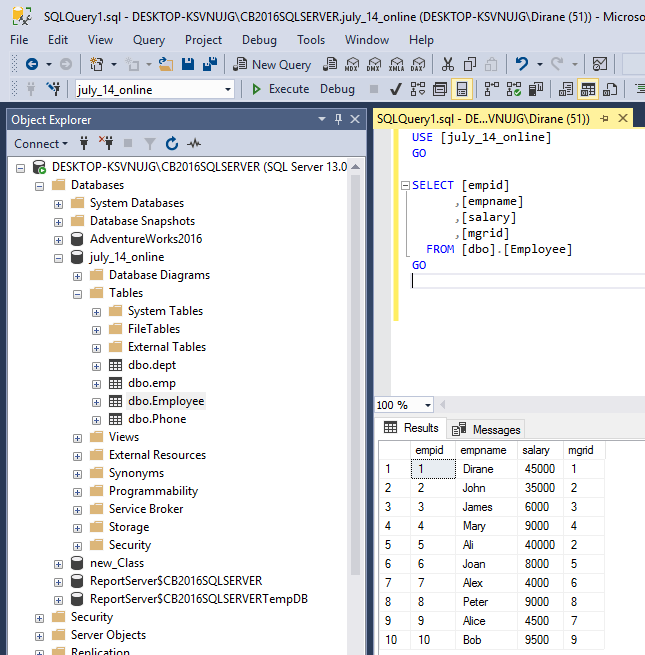 SQLQuery1.sql - DESKTOP-KSVNUJG\CB2016SQLSERVER.july_14_online (DESKTOP-KSVNUJG\Dirane (51)) - Microso
File Edit View Query Project Debug Tools Window Help
New Query MDX DMX XMLA DAX
july_14_online Execute Debug
Object Explorer
Connect
DESKTOP-KSVNUJG\CB2016SQLSERVER (SQL Server 13.0
Databases
System Databases
Database Snapshots
AdventureWorks2016
july_14_online
Database Diagrams
Tables
System Tables
FileTables
External Tables
dbo.dept
dbo.emp
dbo.Employee
dbo.Phone
Views
External Resources
Synonyms
Programmability
Service Broker
Storage
Security
new_Class
ReportServer$CB2016SQLSERVER
ReportServer$CB2016SQLSERVERTempDB
Security
Server Objects
Replication
SQLQuery1.sql - DE...VNUJG\Dirane (51))
USE [july_14_online]
GO
SELECT [empid]
,[empname]
,[salary]
,[mgrid]
FROM [dbo].[Employee]
GO
100 %
Results Messages
empid empname salary mgrid
1 1 Dirane 45000 1
2 2 John 35000 2
3 3 James 6000 3
4 4 Mary 9000 4
5 5 Ali 40000 2
6 6 Joan 8000 5
7 7 Alex 4000 6
8 8 Peter 9000 8
9 9 Alice 4500 7
10 10 Bob 9500 9